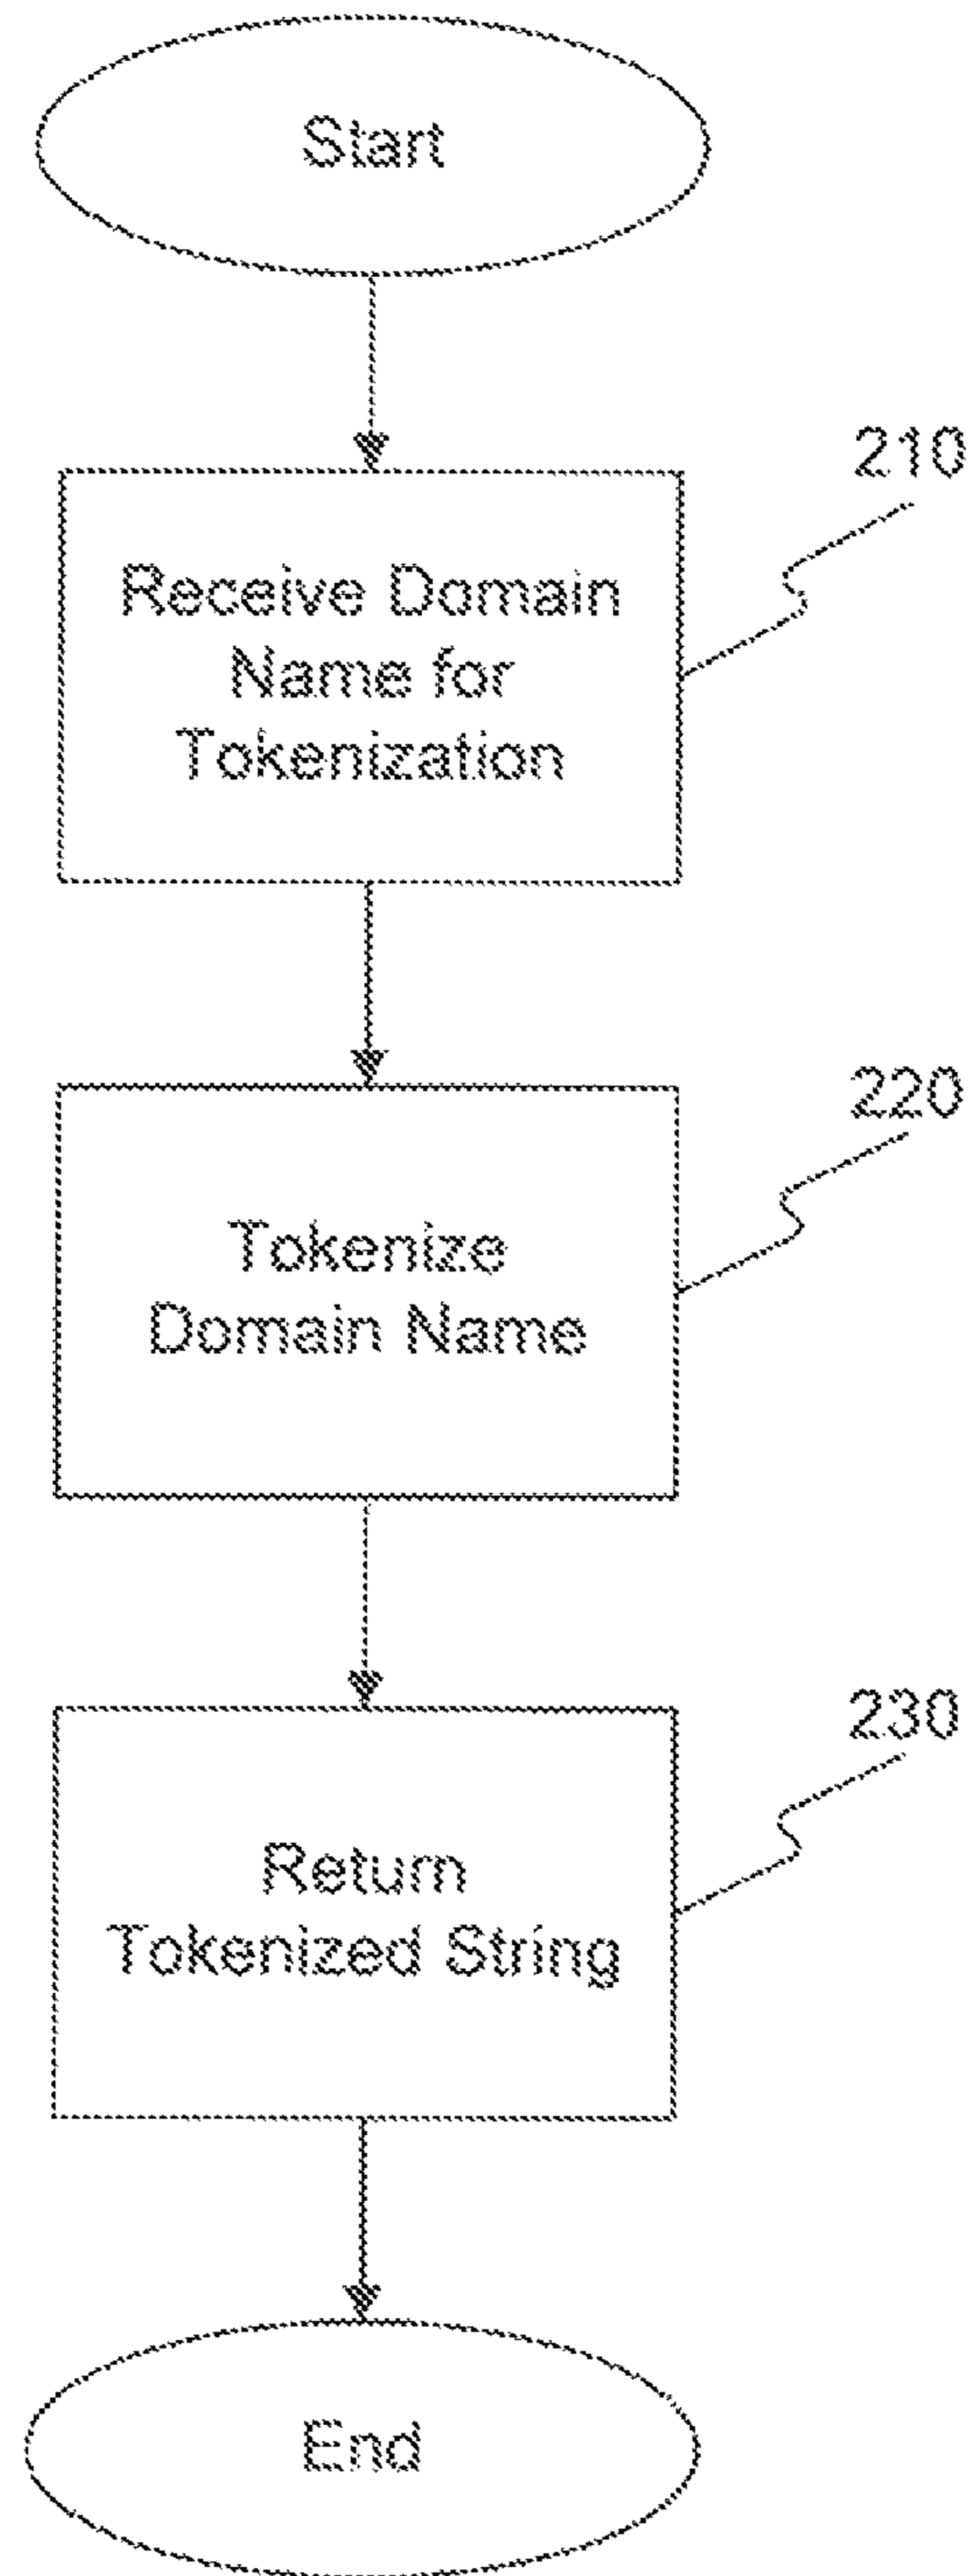 Start
210
Receive Domain
Name for
Tokenization
220
Tokenize
Domain Name
230
Return
Tokenized String
End